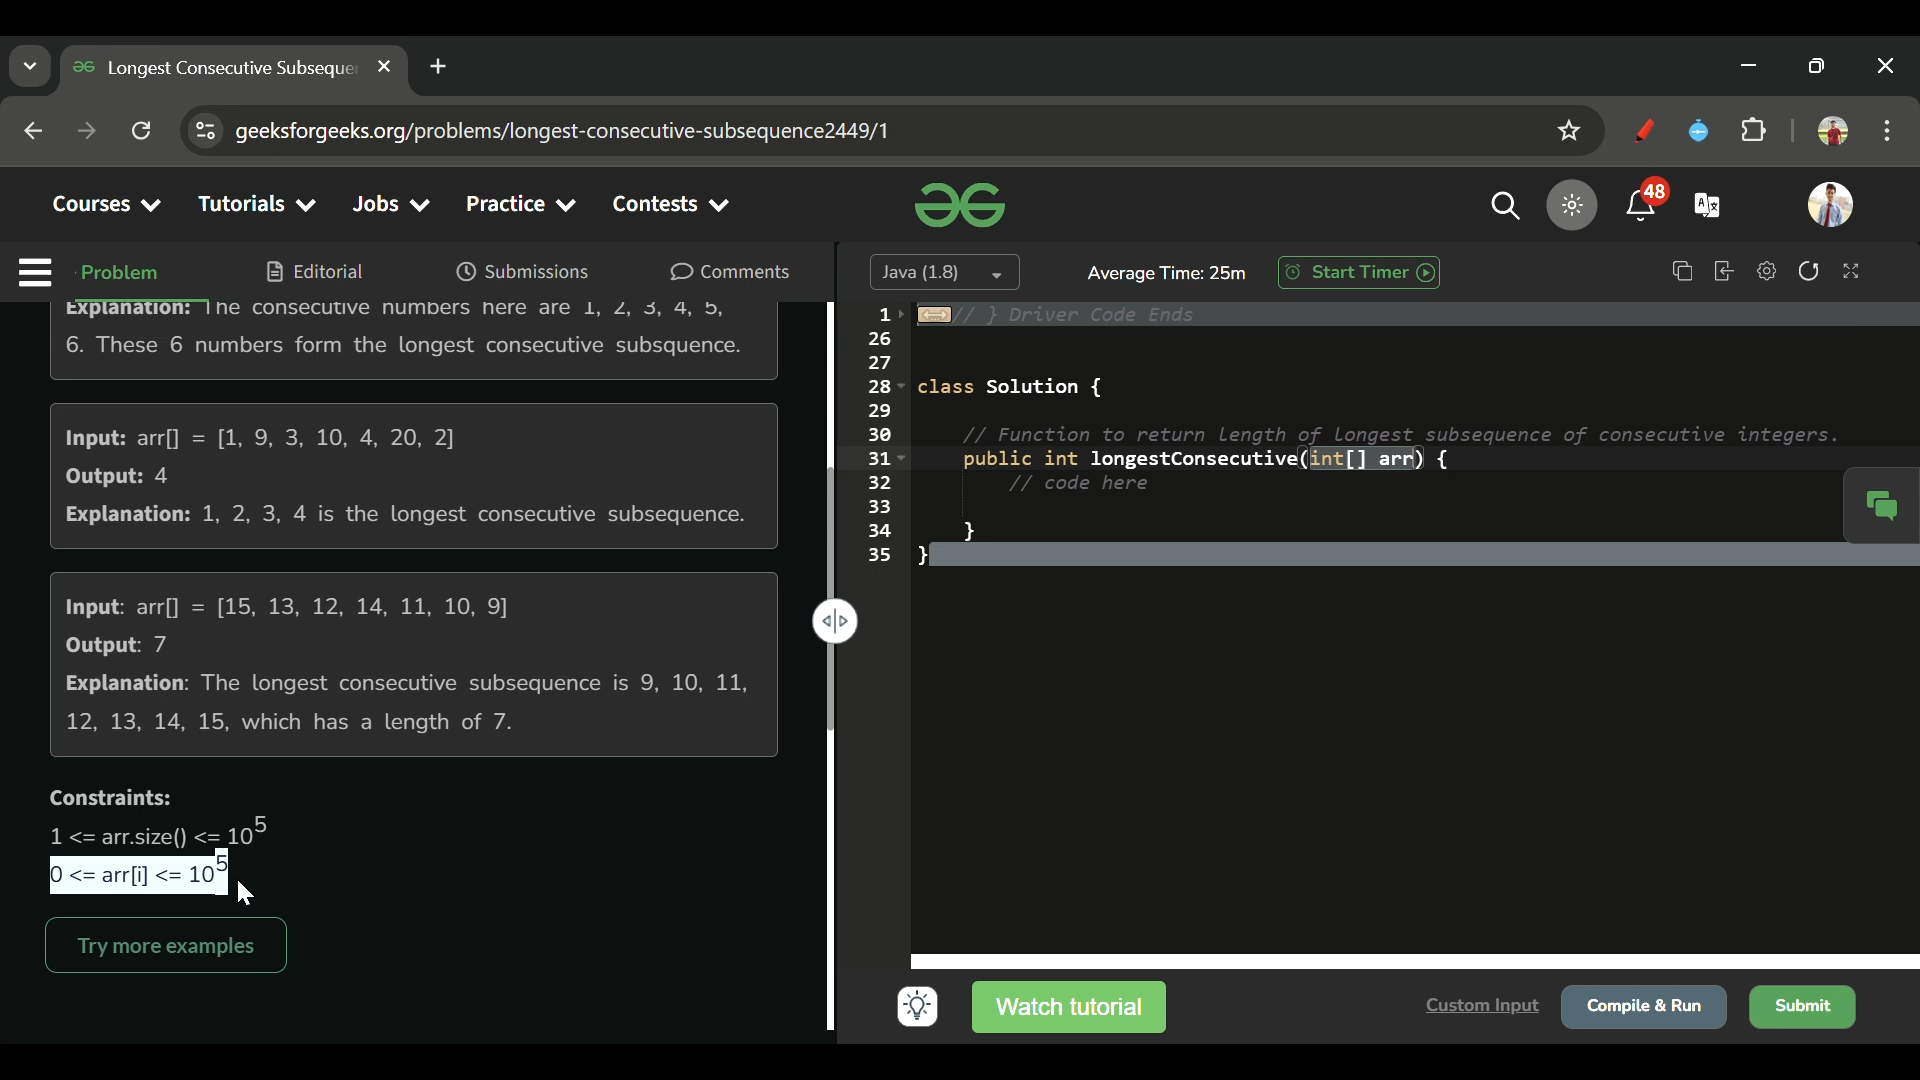 Longest Consecutive Subseque
geeksforgeeks.org/problems/longest-consecutive-subsequence2449/1
Courses
Tutorials
Jobs
Practice
Contests
48
Problem
Editorial
Submissions
Comments
Explanation: The consecutive numbers here are 1, 2, 3, 4, 5,
6. These 6 numbers form the longest consecutive subsquence.
Input: arr[] = [1, 9, 3, 10, 4, 20, 2]
Output: 4
Explanation: 1, 2, 3, 4 is the longest consecutive subsequence.
Input: arr[] = [15, 13, 12, 14, 11, 10, 9]
Output: 7
Explanation: The longest consecutive subsequence is 9, 10, 11,
12, 13, 14, 15, which has a length of 7.
Constraints:
1 <= arr.size() <= 10^5
0 <= arr[i] <= 10^5
Try more examples
Java (1.8)
Average Time: 25m
Start Timer
1 // } Driver Code Ends
26
27
28 class Solution {
29
30 // Function to return length of longest subsequence of consecutive integers.
31 public int longestConsecutive(int[] arr) {
32 // code here
33
34 }
35 }
Watch tutorial
Custom Input
Compile & Run
Submit